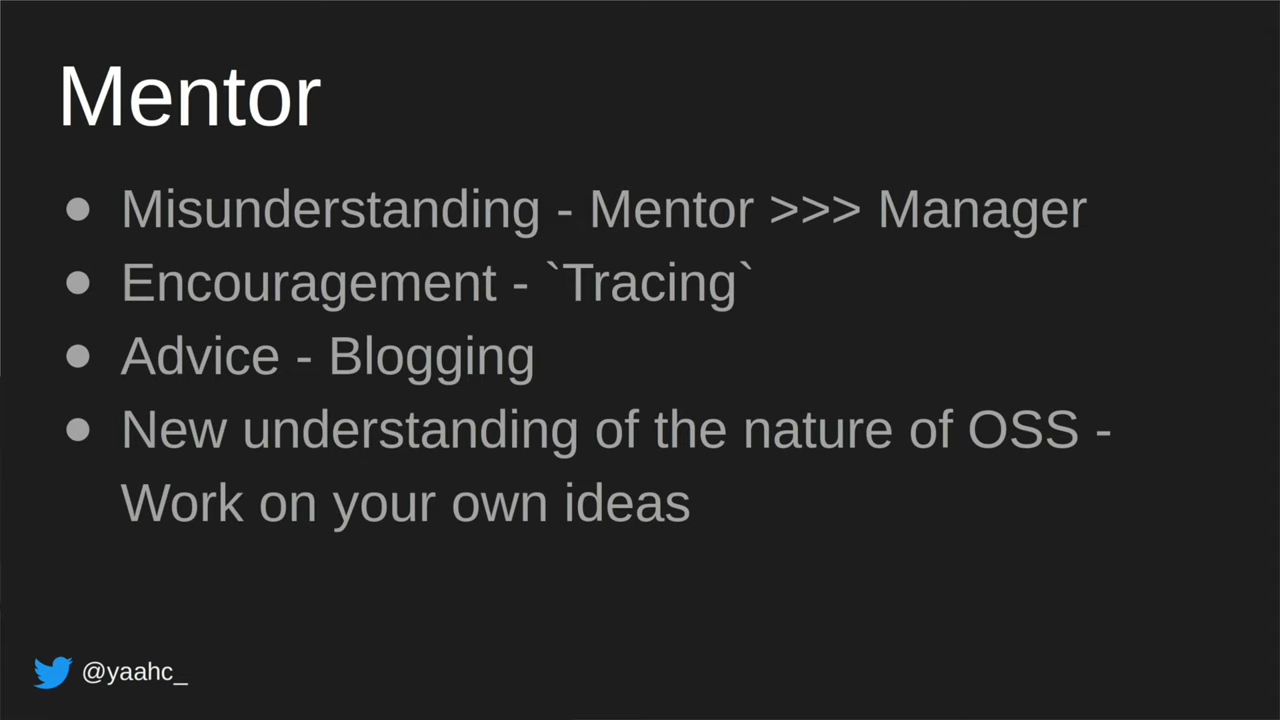 Mentor
● Misunderstanding - Mentor >>> Manager
● Encouragement - `Tracing`
● Advice - Blogging
● New understanding of the nature of OSS -
Work on your own ideas
@yaahc_